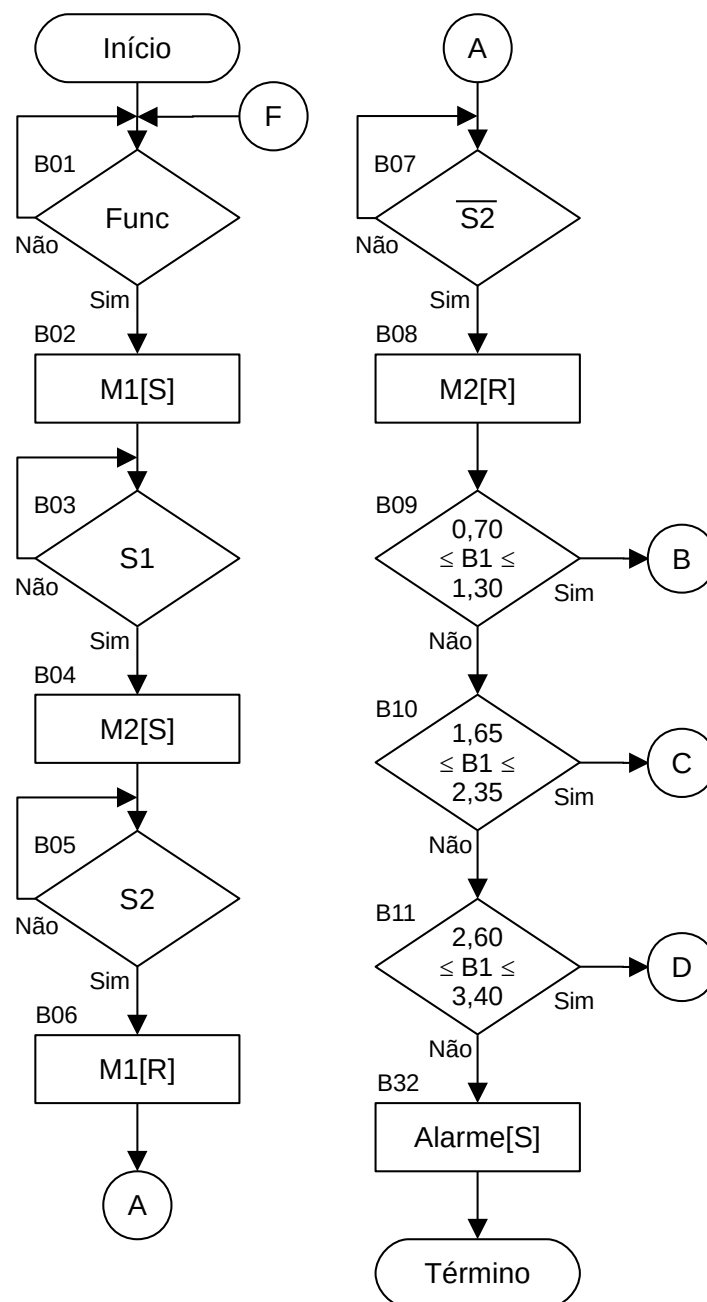 Início
F
B01
Func
Não
Sim
B02
M1[S]
B03
S1
Não
Sim
B04
M2[S]
B05
S2
Não
Sim
B06
M1[R]
A
A
B07
S̅2̅
Não
Sim
B08
M2[R]
B09
0,70
≤ B1 ≤
1,30
Sim
B
Não
B10
1,65
≤ B1 ≤
2,35
Sim
C
Não
B11
2,60
≤ B1 ≤
3,40
Sim
D
Não
B32
Alarme[S]
Término